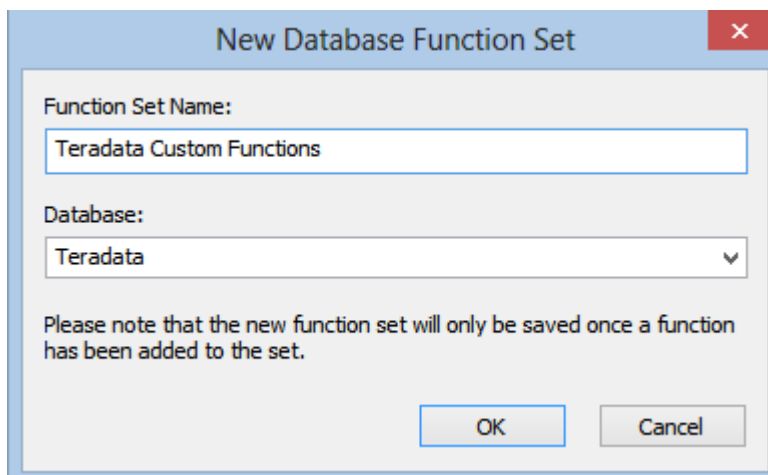 New Database Function Set
Function Set Name:
Teradata Custom Functions
Database:
Teradata
Please note that the new function set will only be saved once a function
has been added to the set.
OK
Cancel